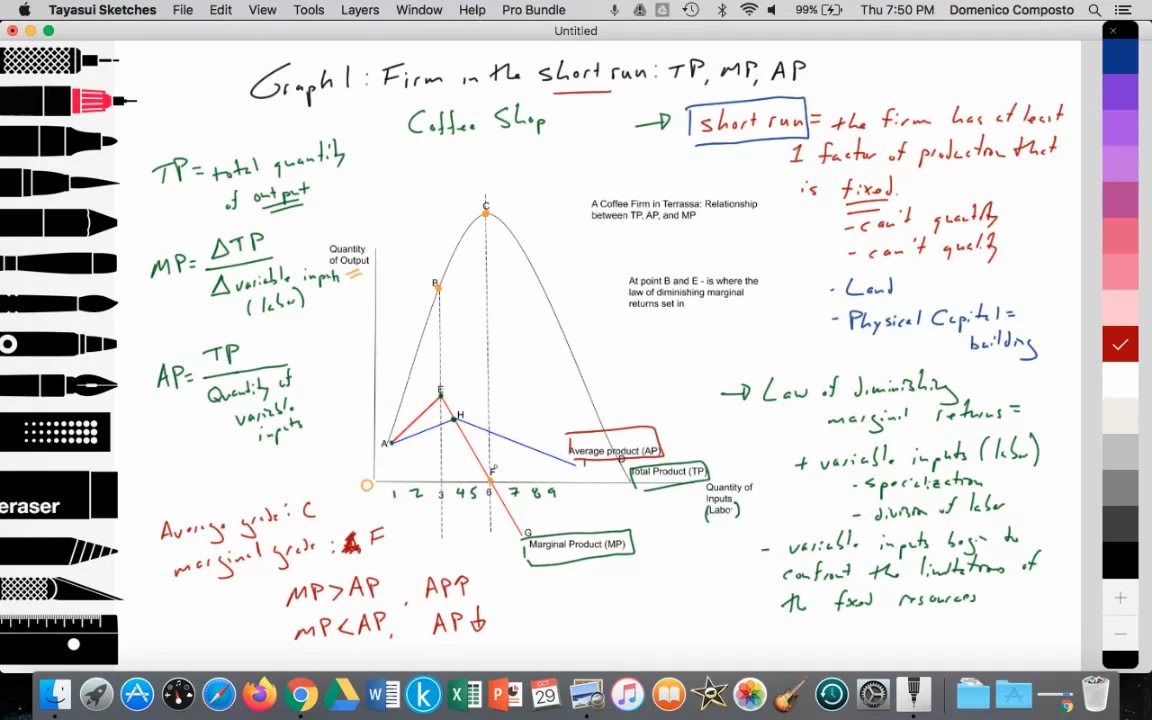 Tayasui Sketches File Edit View Tools Layers Window Help Pro Bundle 99% Thu 7:50 PM Domenico Composto
Untitled
Graph 1: Firm in the short run: TP, MP, AP
Coffee Shop
→ short run = the firm has at least
1 factor of production that
is fixed.
- can't quantity
- can't quality
- Land
- Physical Capital =
building
TP = total quantity
of output
MP = ΔTP
Δ variable inputs
(labor)
AP = TP
Quantity of
variable
inputs
Quantity
of Output
A Coffee Firm in Terrassa: Relationship
between TP, AP, and MP
At point B and E - is where the
law of diminishing marginal
returns set in
C
B
E
H
A
F
G
Average product (AP)
Total Product (TP)
Marginal Product (MP)
Quantity of
Inputs
(Labor)
0 1 2 3 4 5 6 7 8 9
→ Law of diminishing
marginal returns =
+ variable inputs (labor)
- specialization
- division of labor
- variable inputs begin to
confront the limitations of
the fixed resources
Average grade: C
marginal grade: F
MP > AP, AP↑
MP < AP, AP↓
eraser
OCT
29